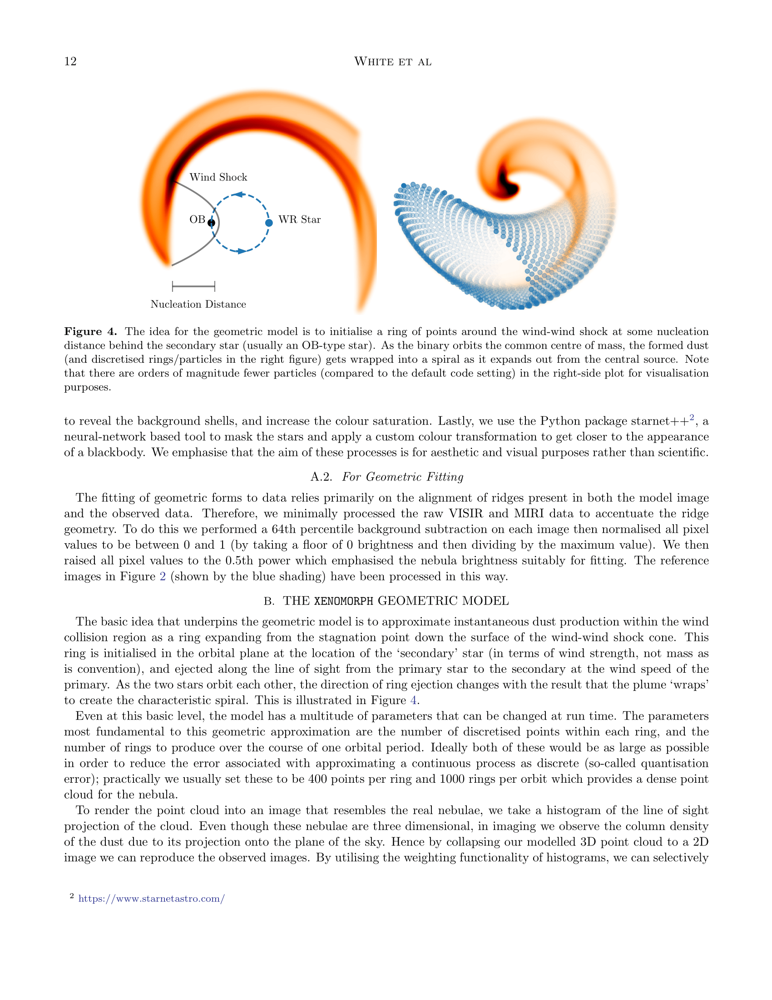 12
WHITE ET AL
Wind Shock
OB
WR Star
Nucleation Distance
Figure 4. The idea for the geometric model is to initialise a ring of points around the wind-wind shock at some nucleation
distance behind the secondary star (usually an OB-type star). As the binary orbits the common centre of mass, the formed dust
(and discretised rings/particles in the right figure) gets wrapped into a spiral as it expands out from the central source. Note
that there are orders of magnitude fewer particles (compared to the default code setting) in the right-side plot for visualisation
purposes.
to reveal the background shells, and increase the colour saturation. Lastly, we use the Python package starnet++2, a
neural-network based tool to mask the stars and apply a custom colour transformation to get closer to the appearance
of a blackbody. We emphasise that the aim of these processes is for aesthetic and visual purposes rather than scientific.
A.2. For Geometric Fitting
The fitting of geometric forms to data relies primarily on the alignment of ridges present in both the model image
and the observed data. Therefore, we minimally processed the raw VISIR and MIRI data to accentuate the ridge
geometry. To do this we performed a 64th percentile background subtraction on each image then normalised all pixel
values to be between 0 and 1 (by taking a floor of 0 brightness and then dividing by the maximum value). We then
raised all pixel values to the 0.5th power which emphasised the nebula brightness suitably for fitting. The reference
images in Figure 2 (shown by the blue shading) have been processed in this way.
B. THE XENOMORPH GEOMETRIC MODEL
The basic idea that underpins the geometric model is to approximate instantaneous dust production within the wind
collision region as a ring expanding from the stagnation point down the surface of the wind-wind shock cone. This
ring is initialised in the orbital plane at the location of the ‘secondary’ star (in terms of wind strength, not mass as
is convention), and ejected along the line of sight from the primary star to the secondary at the wind speed of the
primary. As the two stars orbit each other, the direction of ring ejection changes with the result that the plume ‘wraps’
to create the characteristic spiral. This is illustrated in Figure 4.
Even at this basic level, the model has a multitude of parameters that can be changed at run time. The parameters
most fundamental to this geometric approximation are the number of discretised points within each ring, and the
number of rings to produce over the course of one orbital period. Ideally both of these would be as large as possible
in order to reduce the error associated with approximating a continuous process as discrete (so-called quantisation
error); practically we usually set these to be 400 points per ring and 1000 rings per orbit which provides a dense point
cloud for the nebula.
To render the point cloud into an image that resembles the real nebulae, we take a histogram of the line of sight
projection of the cloud. Even though these nebulae are three dimensional, in imaging we observe the column density
of the dust due to its projection onto the plane of the sky. Hence by collapsing our modelled 3D point cloud to a 2D
image we can reproduce the observed images. By utilising the weighting functionality of histograms, we can selectively
2 https://www.starnetastro.com/